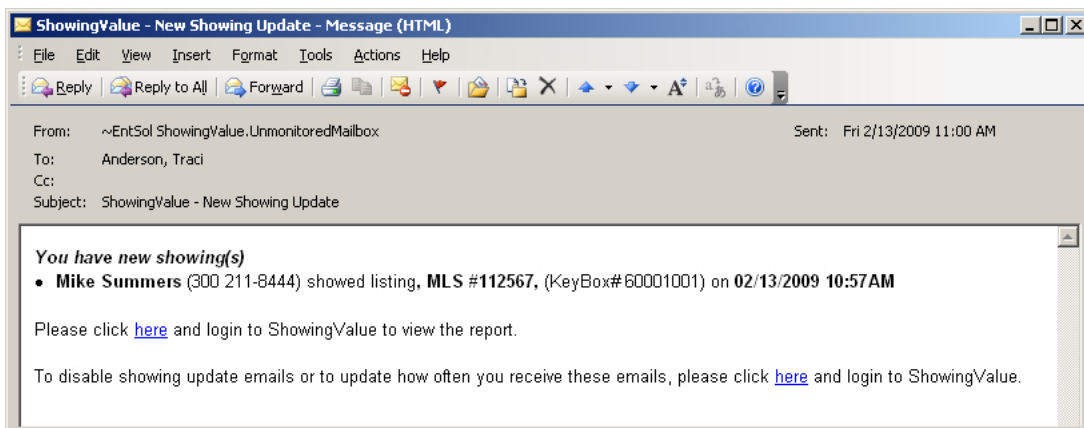 ShowingValue - New Showing Update - Message (HTML)
File Edit View Insert Format Tools Actions Help
Reply Reply to All Forward
From: ~EntSol ShowingValue.UnmonitoredMailbox Sent: Fri 2/13/2009 11:00 AM
To: Anderson, Traci
Cc:
Subject: ShowingValue - New Showing Update
You have new showing(s)
• Mike Summers (300 211-8444) showed listing, MLS #112567, (KeyBox#60001001) on 02/13/2009 10:57AM
Please click here and login to ShowingValue to view the report.
To disable showing update emails or to update how often you receive these emails, please click here and login to ShowingValue.